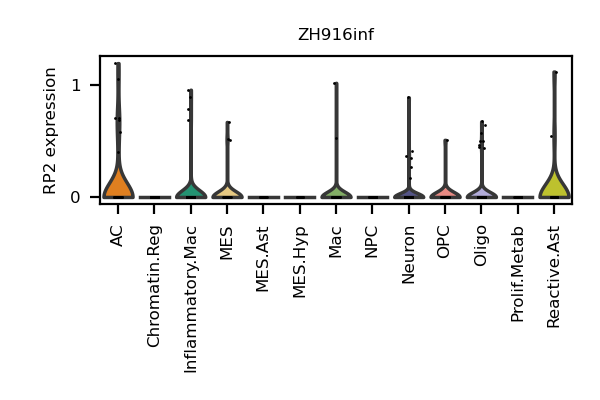 ZH916inf
RP2 expression
1
0
AC
Chromatin.Reg
Inflammatory.Mac
MES
MES.Ast
MES.Hyp
Mac
NPC
Neuron
OPC
Oligo
Prolif.Metab
Reactive.Ast